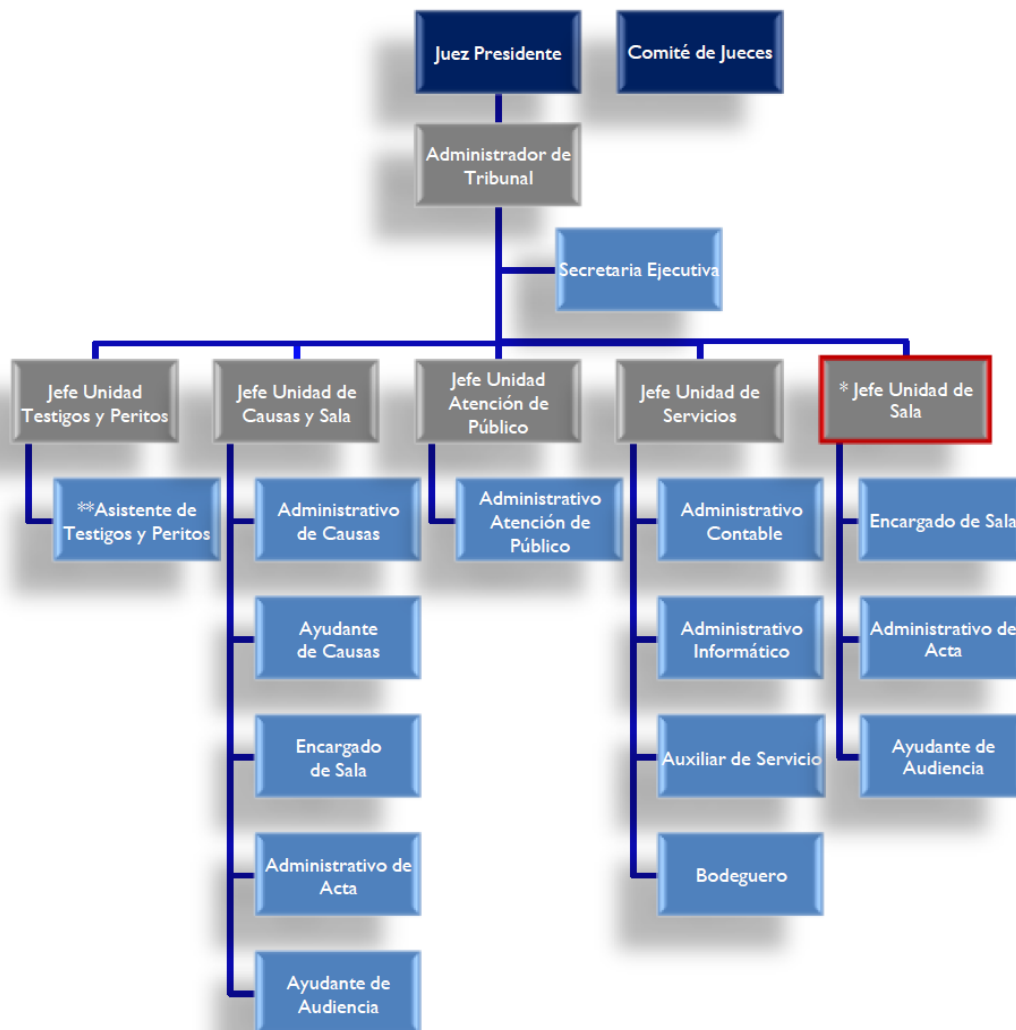 Juez Presidente
Comité de Jueces
Administrador de
Tribunal
Secretaria Ejecutiva
Jefe Unidad
Testigos y Peritos
Jefe Unidad de
Causas y Sala
Jefe Unidad
Atención de
Público
Jefe Unidad de
Servicios
* Jefe Unidad de
Sala
**Asistente de
Testigos y Peritos
Administrativo
de Causas
Administrativo
Atención de
Público
Administrativo
Contable
Encargado de Sala
Ayudante
de Causas
Administrativo
Informático
Administrativo de
Acta
Encargado
de Sala
Auxiliar de Servicio
Ayudante de
Audiencia
Administrativo de
Acta
Bodeguero
Ayudante de
Audiencia